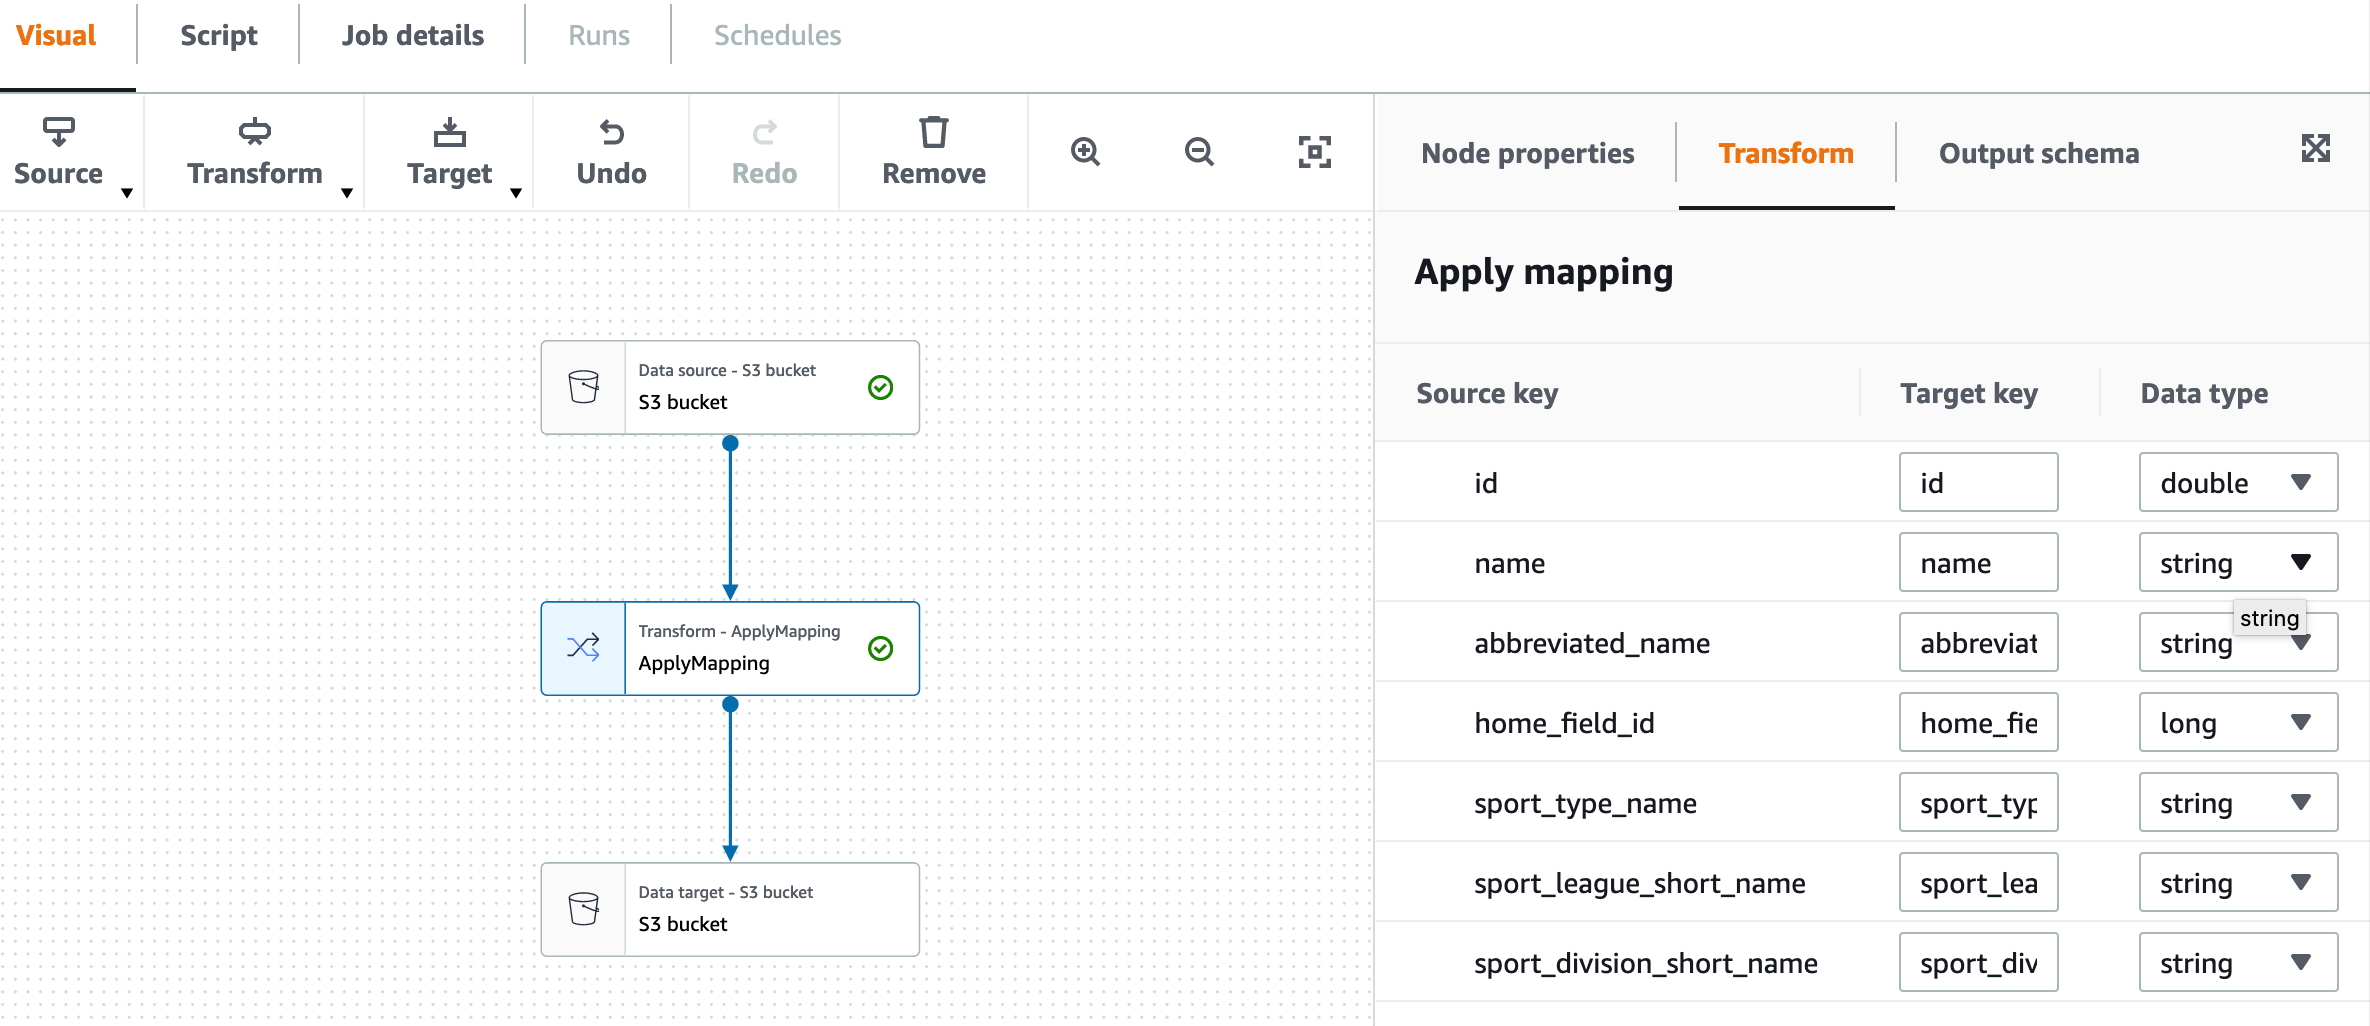 Visual Script Job details Runs Schedules
Source Transform Target Undo Redo Remove
Node properties Transform Output schema
Data source - S3 bucket
S3 bucket
Transform - ApplyMapping
ApplyMapping
Data target - S3 bucket
S3 bucket
Apply mapping
Source key Target key Data type
id id double
name name string
string
abbreviated_name abbreviat string
home_field_id home_fie long
sport_type_name sport_typ string
sport_league_short_name sport_lea string
sport_division_short_name sport_div string